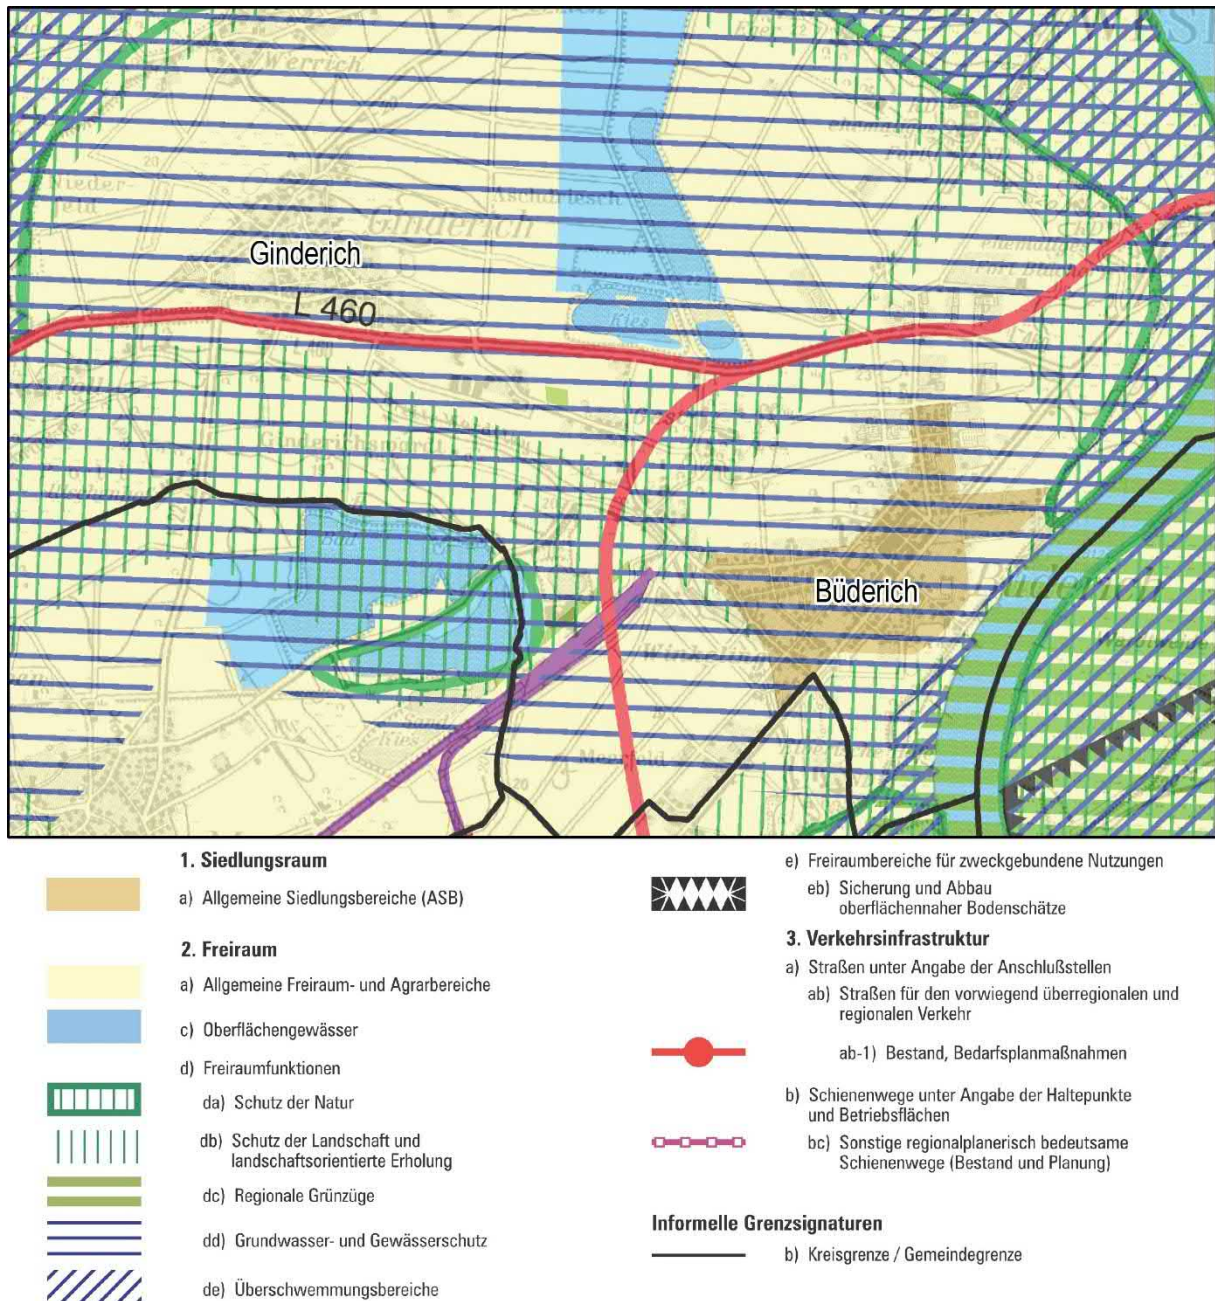 Werrich
Ginderich
Ginderich
L 460
Ginderichswardt
Büderich
Menzelen
1. Siedlungsraum
a) Allgemeine Siedlungsbereiche (ASB)
2. Freiraum
a) Allgemeine Freiraum- und Agrarbereiche
c) Oberflächengewässer
d) Freiraumfunktionen
da) Schutz der Natur
db) Schutz der Landschaft und
landschaftsorientierte Erholung
dc) Regionale Grünzüge
dd) Grundwasser- und Gewässerschutz
de) Überschwemmungsbereiche
e) Freiraumbereiche für zweckgebundene Nutzungen
eb) Sicherung und Abbau
oberflächennaher Bodenschätze
3. Verkehrsinfrastruktur
a) Straßen unter Angabe der Anschlußstellen
ab) Straßen für den vorwiegend überregionalen und
regionalen Verkehr
ab-1) Bestand, Bedarfsplanmaßnahmen
b) Schienenwege unter Angabe der Haltepunkte
und Betriebsflächen
bc) Sonstige regionalplanerisch bedeutsame
Schienenwege (Bestand und Planung)
Informelle Grenzsignaturen
b) Kreisgrenze / Gemeindegrenze